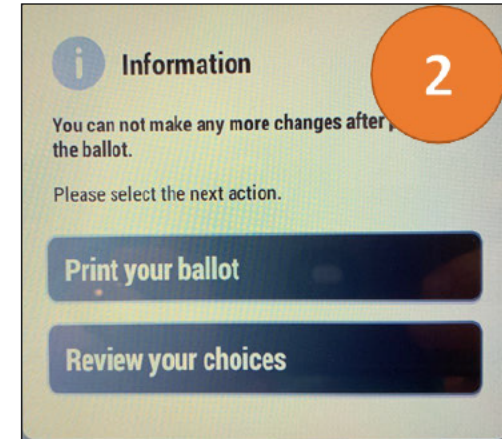 Information
2
You can not make any more changes after
the ballot.
Please select the next action.
Print your ballot
Review your choices